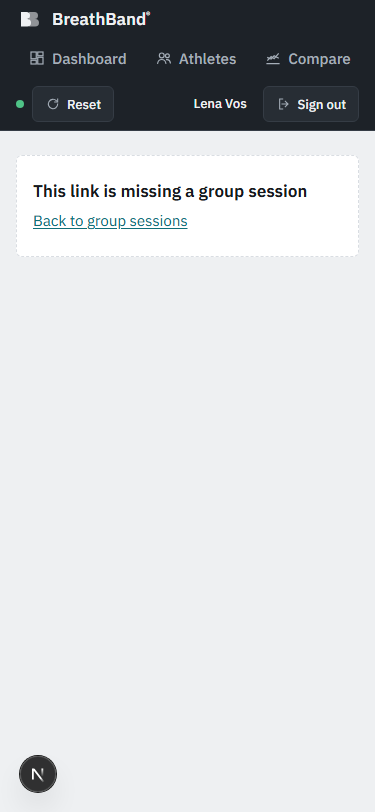 BreathBand®
Dashboard Athletes Compare
Reset Lena Vos Sign out
This link is missing a group session
Back to group sessions
N